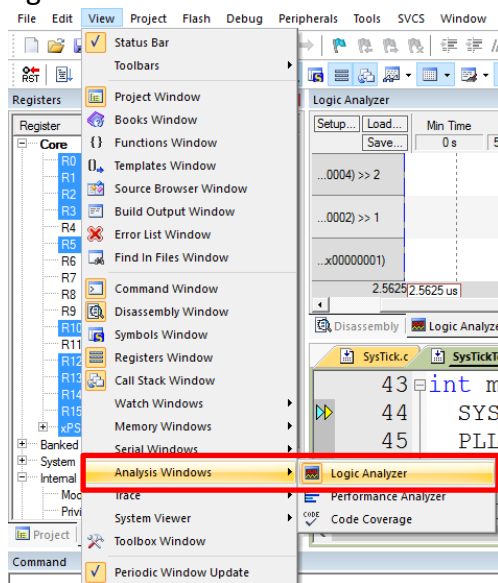 File Edit View Project Flash Debug Peripherals Tools SVCS Window
RST
Status Bar
Toolbars
Project Window
Books Window
Functions Window
Templates Window
Source Browser Window
Build Output Window
Error List Window
Find In Files Window
Command Window
Disassembly Window
Symbols Window
Registers Window
Call Stack Window
Watch Windows
Memory Windows
Serial Windows
Analysis Windows
Trace
System Viewer
Toolbox Window
Periodic Window Update
Logic Analyzer
Performance Analyzer
CODE Code Coverage
Registers
Register
Core
R0
R1
R2
R3
R4
R5
R6
R7
R8
R9
R10
R11
R12
R13
R14
R15
xPS
Banked
System
Internal
Mod
Privi
Project
Command
Logic Analyzer
Setup... Load... Min Time
Save... 0 s 5
...0004) >> 2
...0002) >> 1
...x00000001)
2.5625 2.5625 us
Disassembly Logic Analyze
SysTick.c SysTickTe
43 int m
44 SYS
45 PLL